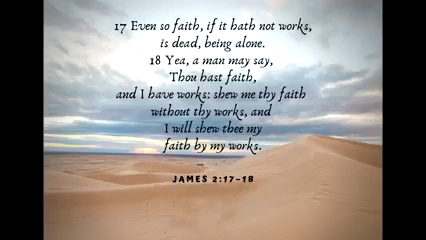 17 Even so faith, if it hath not works,
is dead, being alone.
18 Yea, a man may say,
Thou hast faith,
and I have works: shew me thy faith
without thy works, and
I will shew thee my
faith by my works.
JAMES 2:17-18